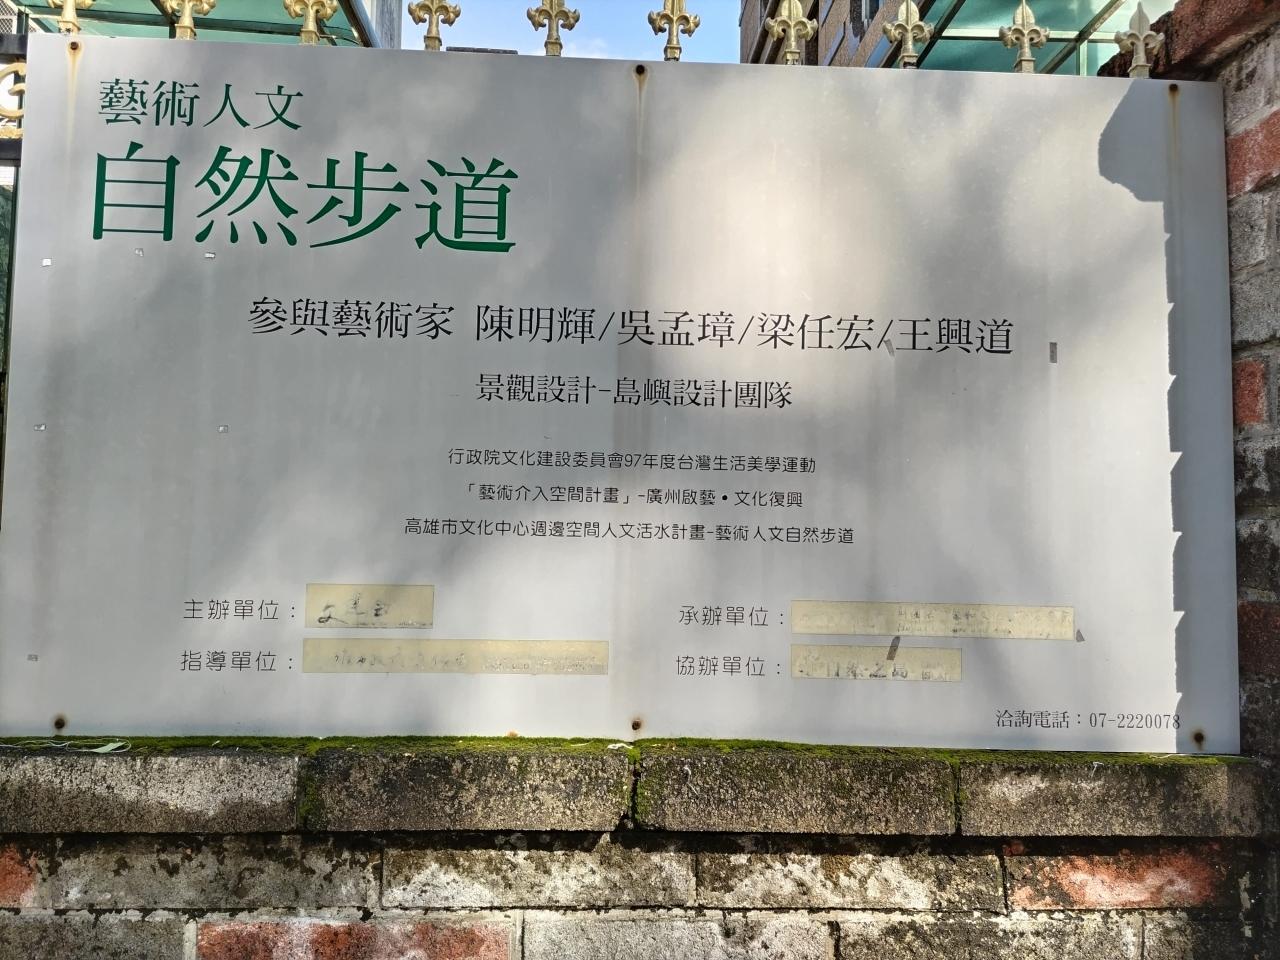 藝術人文
自然步道
參與藝術家 陳明輝/吳孟璋/梁任宏/王興道
景觀設計-島嶼設計團隊
行政院文化建設委員會97年度台灣生活美學運動
「藝術介入空間計畫」-廣州啟藝•文化復興
高雄市文化中心週邊空間人文活水計畫-藝術人文自然步道
主辦單位：
指導單位：
承辦單位：
協辦單位：
洽詢電話：07-2220078